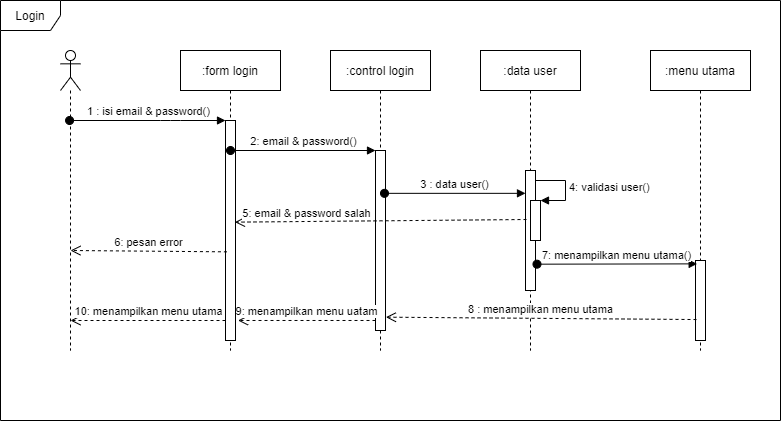 Login
:form login
:control login
:data user
:menu utama
1 : isi email & password()
2: email & password()
3 : data user()
4: validasi user()
5: email & password salah
6: pesan error
7: menampilkan menu utama()
8 : menampilkan menu utama
9: menampilkan menu uatam
10: menampilkan menu utama